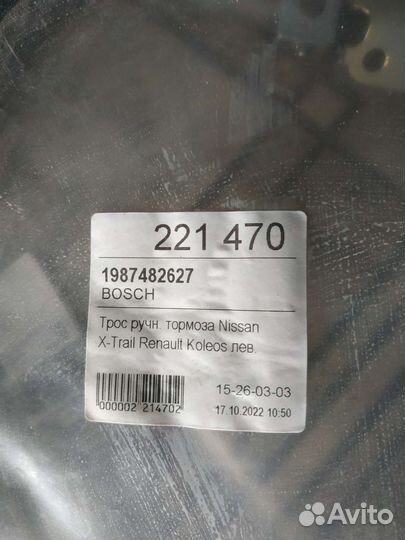 221 470
1987482627
BOSCH
Трос ручн. тормоза Nissan
X-Trail Renault Koleos лев.
15-26-03-03
000002 214702
17.10.2022 10:50
Avito